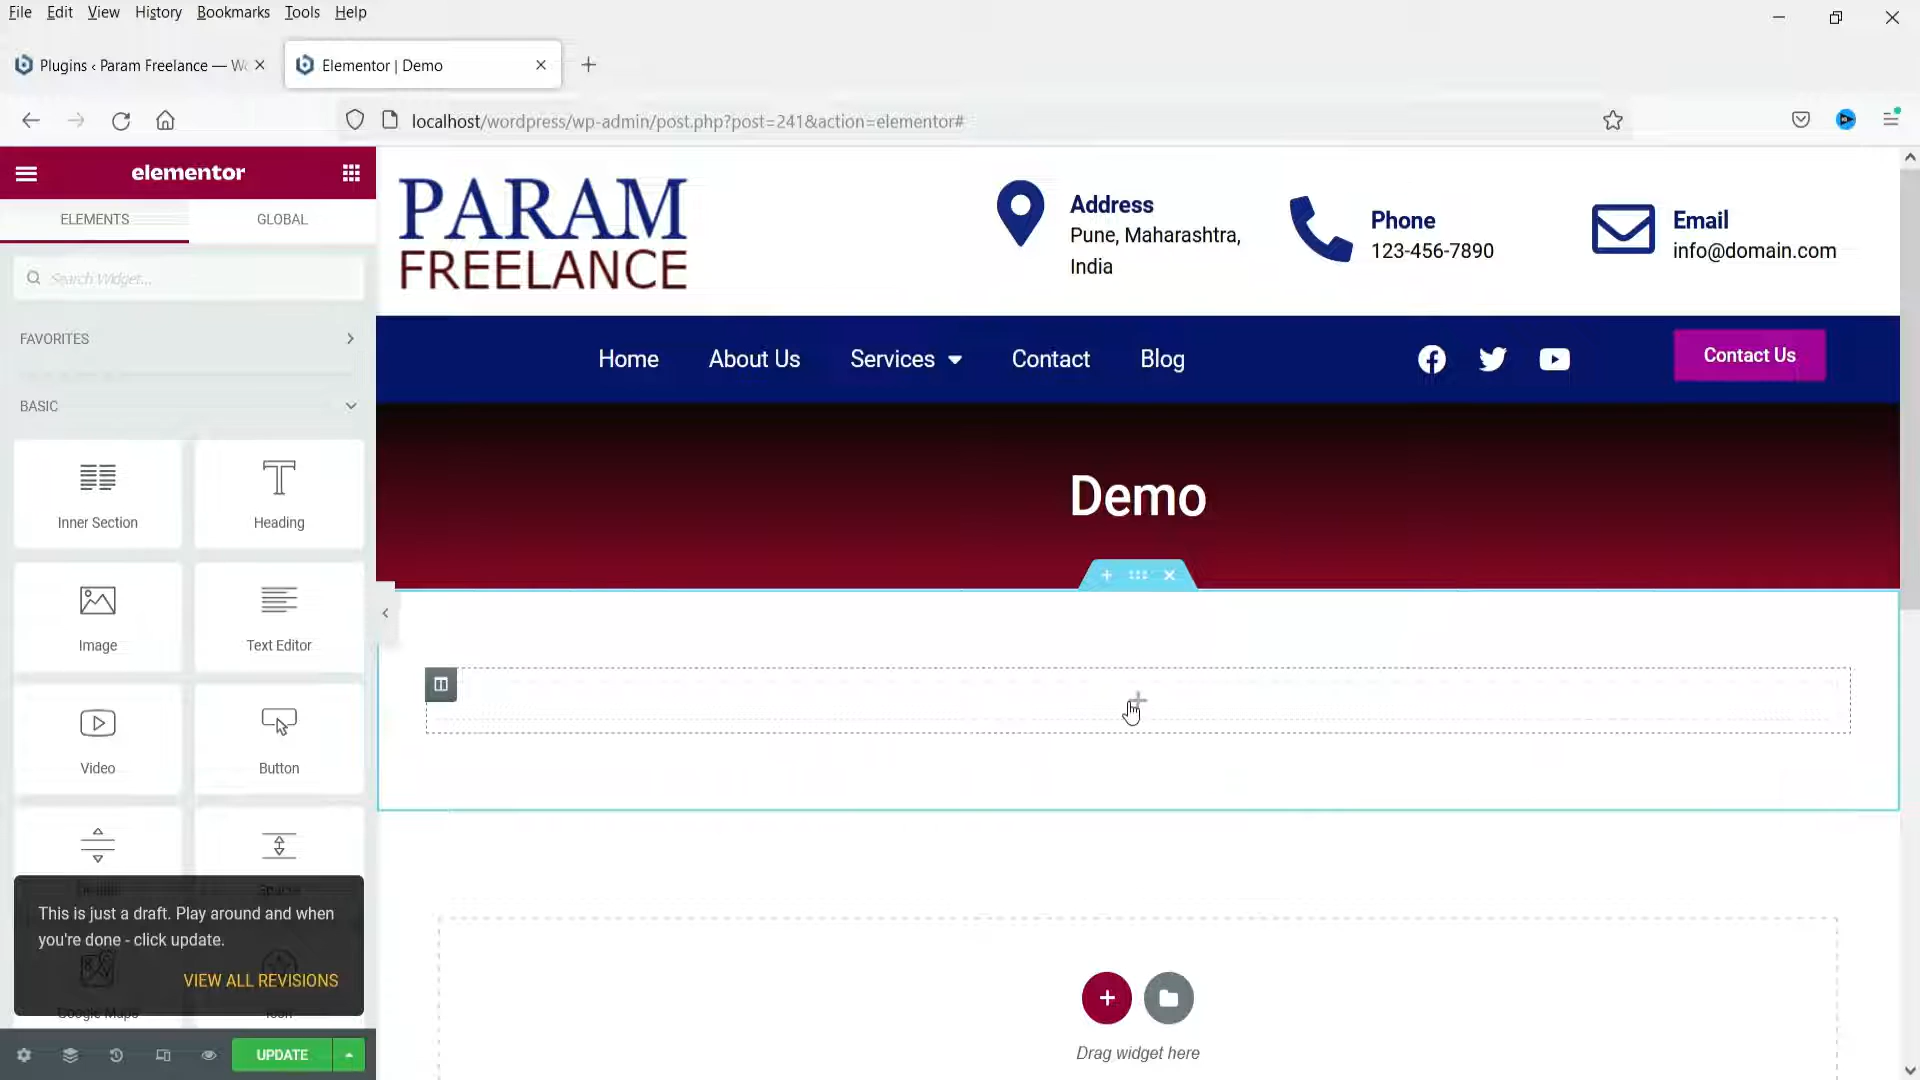 File Edit View History Bookmarks Tools Help
Plugins ‹ Param Freelance — Wo
Elementor | Demo
localhost/wordpress/wp-admin/post.php?post=241&action=elementor#
elementor
ELEMENTS GLOBAL
Search Widget...
FAVORITES
BASIC
Inner Section Heading
Image Text Editor
Video Button
Google Maps Icon
This is just a draft. Play around and when
you're done - click update.
VIEW ALL REVISIONS
UPDATE
PARAM
FREELANCE
Address
Pune, Maharashtra,
India
Phone
123-456-7890
Email
info@domain.com
Home About Us Services Contact Blog
Contact Us
Demo
Drag widget here